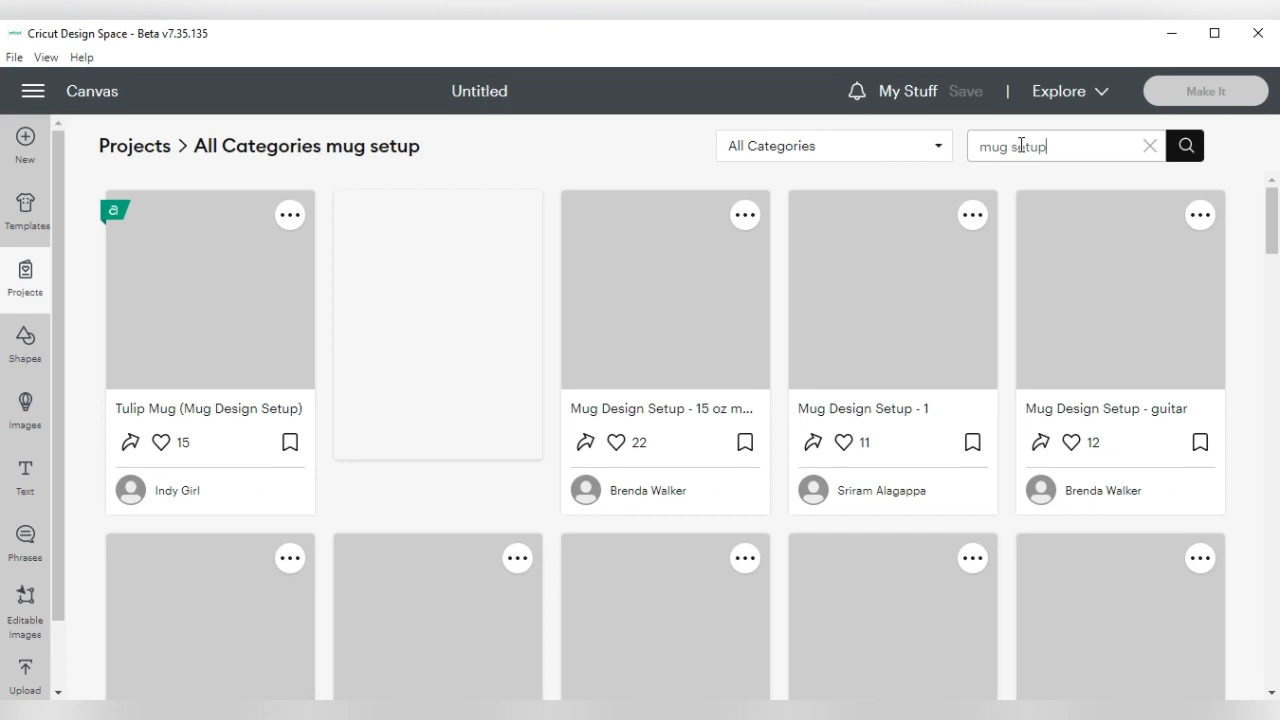 Cricut Design Space - Beta v7.35.135
File View Help
Canvas Untitled My Stuff Save | Explore Make It
New
Templates
Projects
Shapes
Images
Text
Phrases
Editable
Images
Upload
Projects > All Categories mug setup
All Categories
mug setup
Tulip Mug (Mug Design Setup)
15
Indy Girl
Mug Design Setup - 15 oz m...
22
Brenda Walker
Mug Design Setup - 1
11
Sriram Alagappa
Mug Design Setup - guitar
12
Brenda Walker